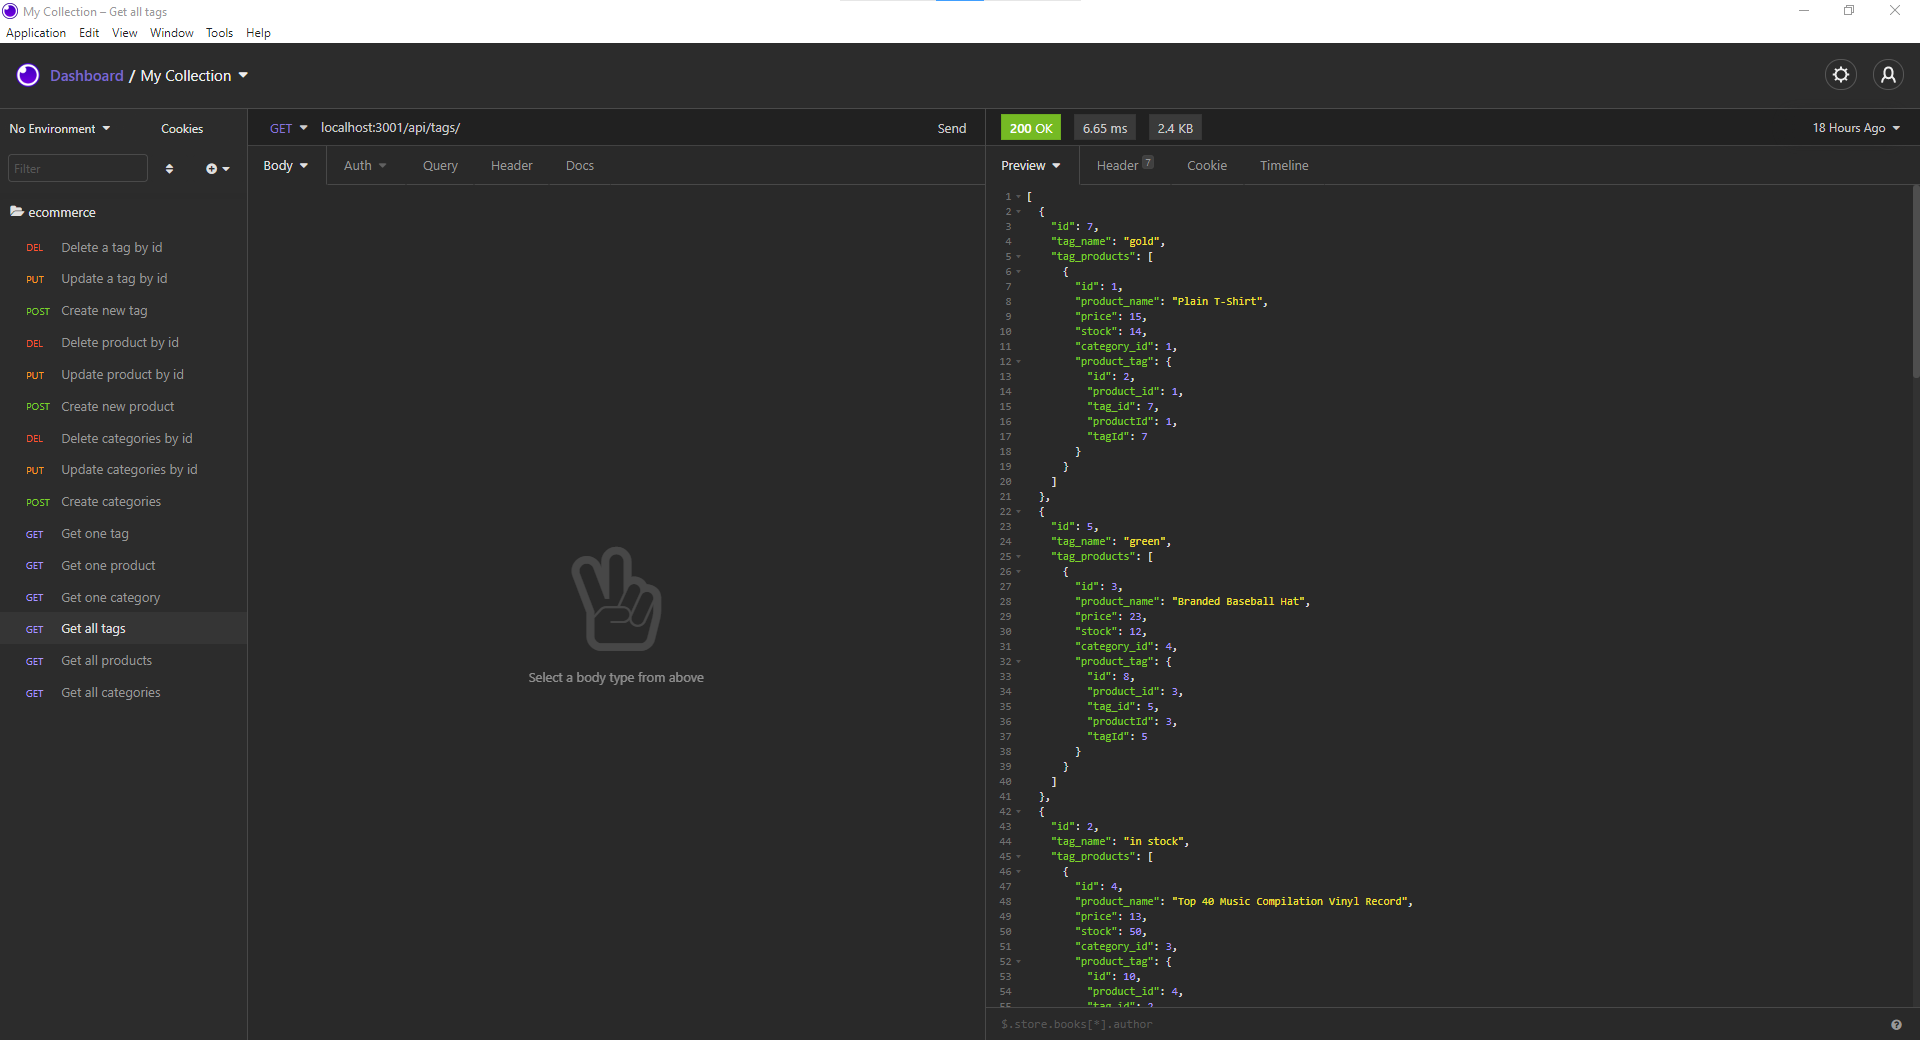 My Collection – Get all tags
Application Edit View Window Tools Help
Dashboard / My Collection
No Environment Cookies
Filter
ecommerce
DEL Delete a tag by id
PUT Update a tag by id
POST Create new tag
DEL Delete product by id
PUT Update product by id
POST Create new product
DEL Delete categories by id
PUT Update categories by id
POST Create categories
GET Get one tag
GET Get one product
GET Get one category
GET Get all tags
GET Get all products
GET Get all categories
GET localhost:3001/api/tags/ Send
Body Auth Query Header Docs
Select a body type from above
200 OK 6.65 ms 2.4 KB 18 Hours Ago
Preview Header 7 Cookie Timeline
1 [
2 {
3 "id": 7,
4 "tag_name": "gold",
5 "tag_products": [
6 {
7 "id": 1,
8 "product_name": "Plain T-Shirt",
9 "price": 15,
10 "stock": 14,
11 "category_id": 1,
12 "product_tag": {
13 "id": 2,
14 "product_id": 1,
15 "tag_id": 7,
16 "productId": 1,
17 "tagId": 7
18 }
19 }
20 ]
21 },
22 {
23 "id": 5,
24 "tag_name": "green",
25 "tag_products": [
26 {
27 "id": 3,
28 "product_name": "Branded Baseball Hat",
29 "price": 23,
30 "stock": 12,
31 "category_id": 4,
32 "product_tag": {
33 "id": 8,
34 "product_id": 3,
35 "tag_id": 5,
36 "productId": 3,
37 "tagId": 5
38 }
39 }
40 ]
41 },
42 {
43 "id": 2,
44 "tag_name": "in stock",
45 "tag_products": [
46 {
47 "id": 4,
48 "product_name": "Top 40 Music Compilation Vinyl Record",
49 "price": 13,
50 "stock": 50,
51 "category_id": 3,
52 "product_tag": {
53 "id": 10,
54 "product_id": 4,
55 "tag_id": 2
$.store.books[*].author